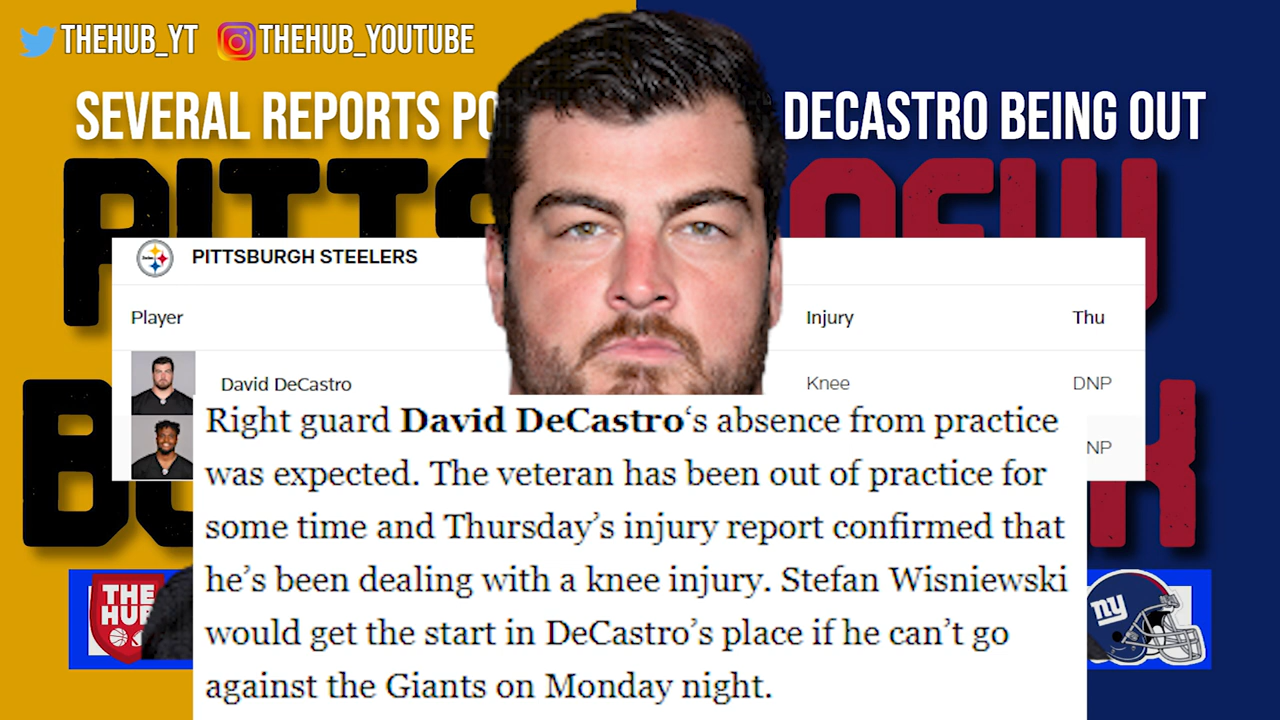 THEHUB_YT THEHUB_YOUTUBE
SEVERAL REPORTS DECASTRO BEING OUT
PITTSBURGH STEELERS
Player Injury Thu
David DeCastro Knee DNP
Right guard David DeCastro‘s absence from practice
was expected. The veteran has been out of practice for
some time and Thursday’s injury report confirmed that
he’s been dealing with a knee injury. Stefan Wisniewski
would get the start in DeCastro’s place if he can’t go
against the Giants on Monday night.
THE
HUB
ny